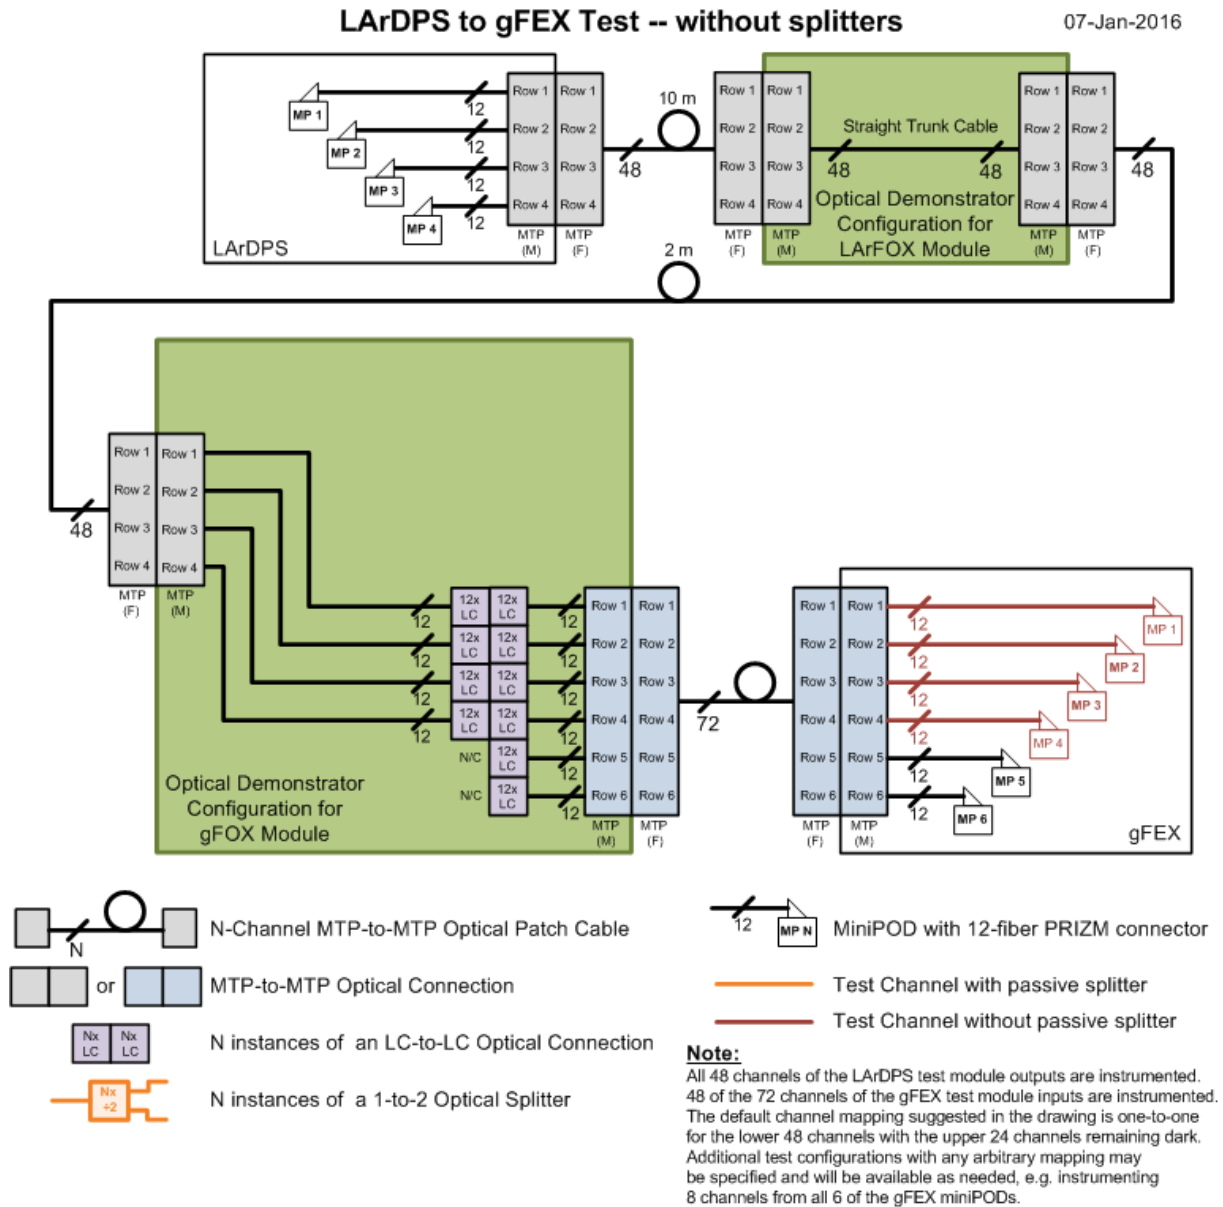 LArDPS to gFEX Test -- without splitters
07-Jan-2016
MP 1
MP 2
MP 3
MP 4
12
12
12
12
LArDPS
Row 1 Row 1
Row 2 Row 2
Row 3 Row 3
Row 4 Row 4
MTP (M)
MTP (F)
48
10 m
Row 1 Row 1
Row 2 Row 2
Row 3 Row 3
Row 4 Row 4
MTP (F)
Straight Trunk Cable
48
48
Optical Demonstrator
Configuration for
LArFOX Module
Row 1 Row 1
Row 2 Row 2
Row 3 Row 3
Row 4 Row 4
MTP (M)
MTP (M)
MTP (F)
48
2 m
48
Row 1 Row 1
Row 2 Row 2
Row 3 Row 3
Row 4 Row 4
MTP (F)
MTP (M)
12
12
12
12
12x LC
12x LC
12x LC
12x LC
12x LC
12x LC
12x LC
12x LC
N/C
12x LC
N/C
12x LC
12
12
12
12
12
12
Optical Demonstrator
Configuration for
gFOX Module
Row 1 Row 1
Row 2 Row 2
Row 3 Row 3
Row 4 Row 4
Row 5 Row 5
Row 6 Row 6
MTP (M)
MTP (F)
72
Row 1 Row 1
Row 2 Row 2
Row 3 Row 3
Row 4 Row 4
Row 5 Row 5
Row 6 Row 6
MTP (F)
MTP (M)
12
12
12
12
12
12
MP 1
MP 2
MP 3
MP 4
MP 5
MP 6
gFEX
N
N-Channel MTP-to-MTP Optical Patch Cable
or
MTP-to-MTP Optical Connection
Nx LC
Nx LC
N instances of an LC-to-LC Optical Connection
Nx ÷2
N instances of a 1-to-2 Optical Splitter
12
MP N
MiniPOD with 12-fiber PRIZM connector
Test Channel with passive splitter
Test Channel without passive splitter
Note:
All 48 channels of the LArDPS test module outputs are instrumented.
48 of the 72 channels of the gFEX test module inputs are instrumented.
The default channel mapping suggested in the drawing is one-to-one
for the lower 48 channels with the upper 24 channels remaining dark.
Additional test configurations with any arbitrary mapping may
be specified and will be available as needed, e.g. instrumenting
8 channels from all 6 of the gFEX miniPODs.